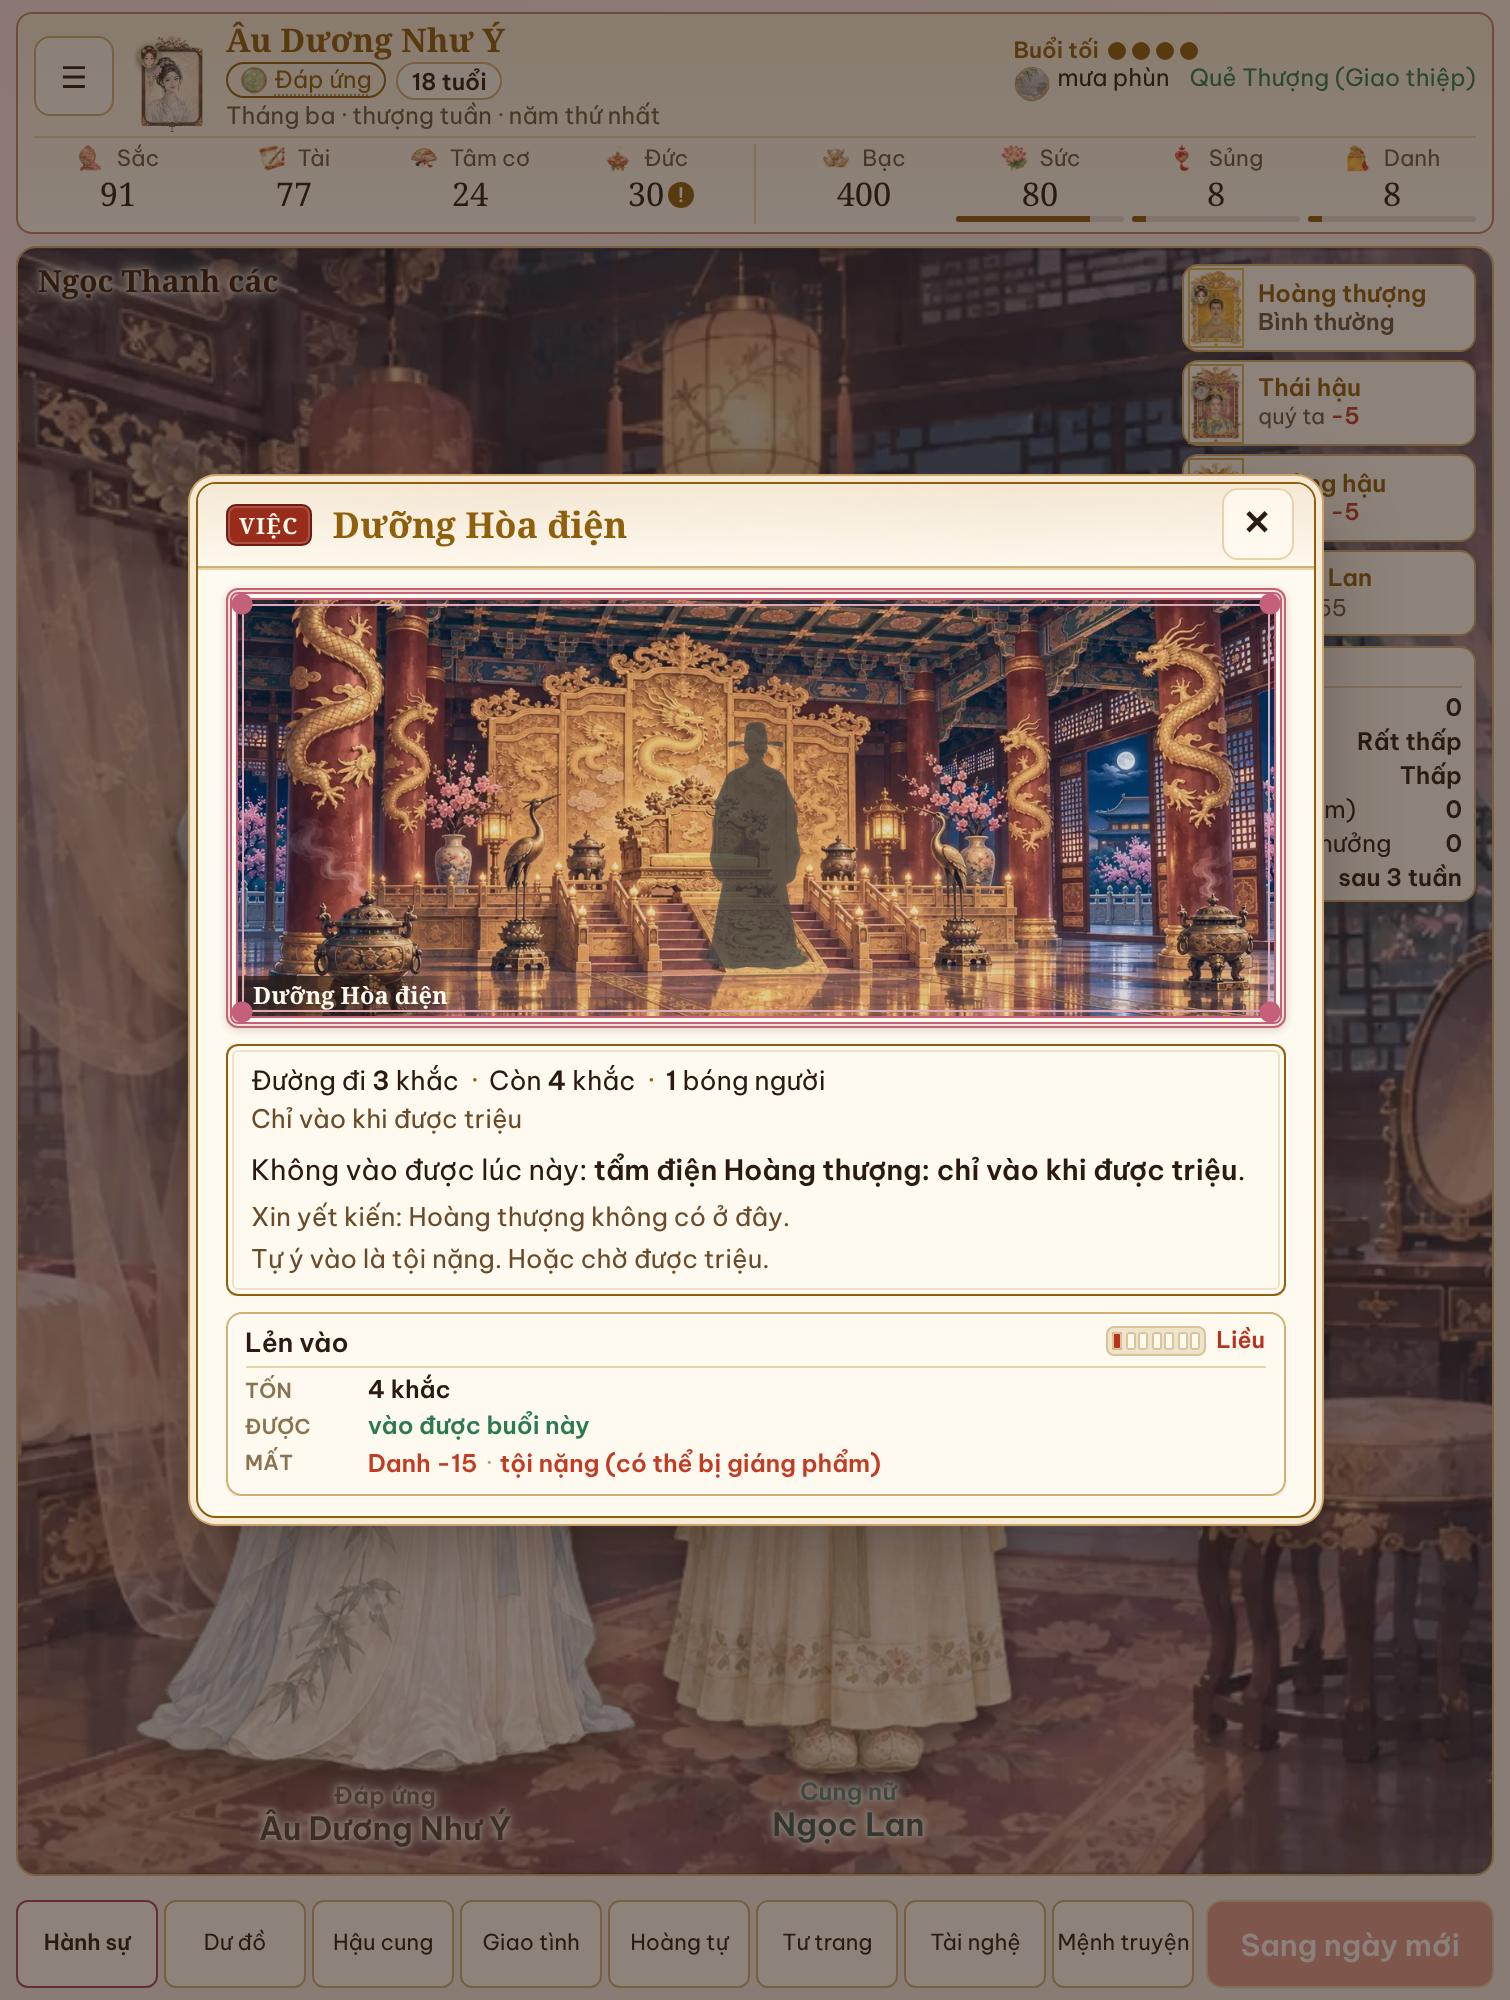 Âu Dương Như Ý
Đáp ứng
18 tuổi
Tháng ba · thượng tuần · năm thứ nhất
Buổi tối
mưa phùn Quẻ Thượng (Giao thiệp)
Sắc Tài Tâm cơ Đức Bạc Sức Sủng Danh
91 77 24 30 ! 400 80 8 8
Ngọc Thanh các
Hoàng thượng
Bình thường
Thái hậu
quý ta -5
hậu
-5
Lan
0
Rất thấp
Thấp
0
0
sau 3 tuần
VIỆC Dưỡng Hòa điện
Dưỡng Hòa điện
Đường đi 3 khắc · Còn 4 khắc · 1 bóng người
Chỉ vào khi được triệu
Không vào được lúc này: tẩm điện Hoàng thượng: chỉ vào khi được triệu.
Xin yết kiến: Hoàng thượng không có ở đây.
Tự ý vào là tội nặng. Hoặc chờ được triệu.
Lẻn vào Liều
TỐN 4 khắc
ĐƯỢC vào được buổi này
MẤT Danh -15 · tội nặng (có thể bị giáng phẩm)
Đáp ứng
Âu Dương Như Ý
Cung nữ
Ngọc Lan
Hành sự Dư đồ Hậu cung Giao tình Hoàng tự Tư trang Tài nghệ Mệnh truyện Sang ngày mới